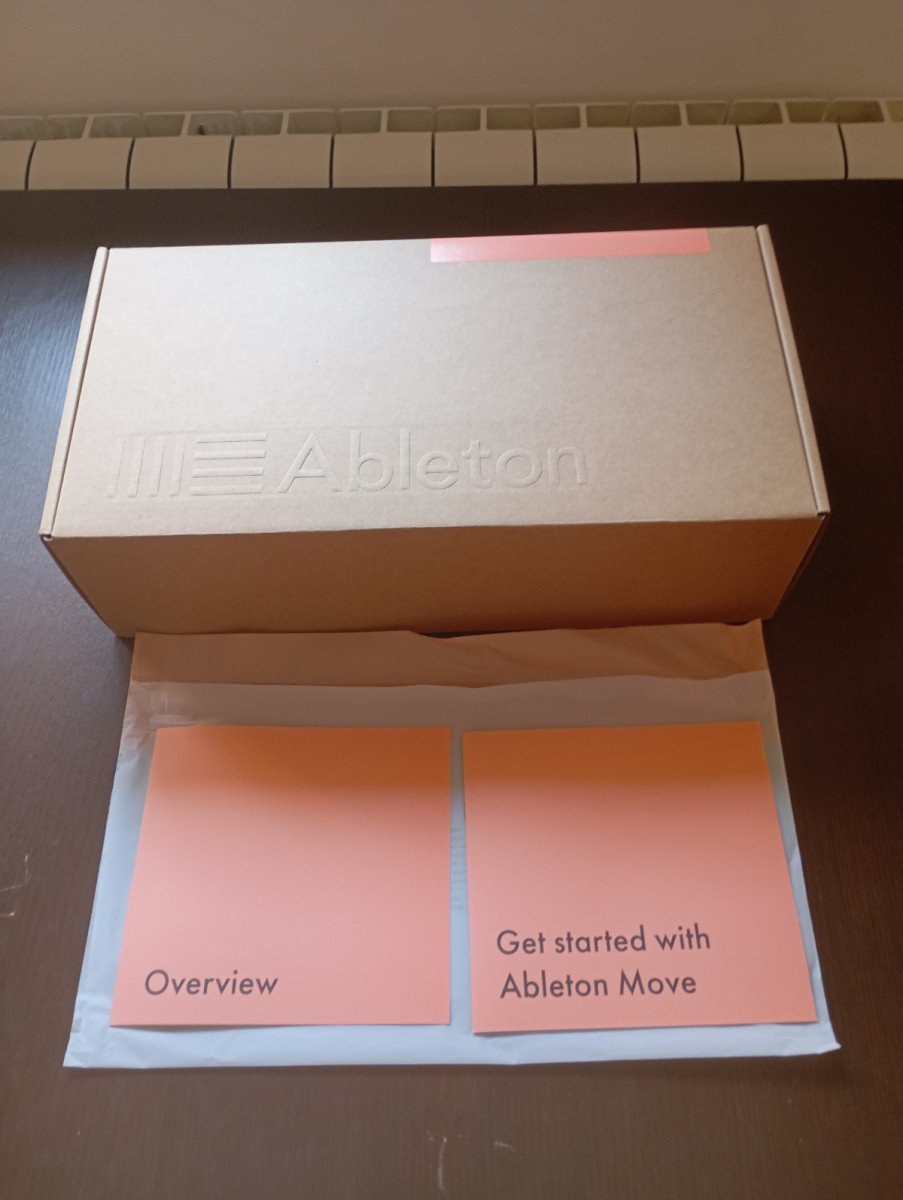 Ableton
Overview
Get started with
Ableton Move